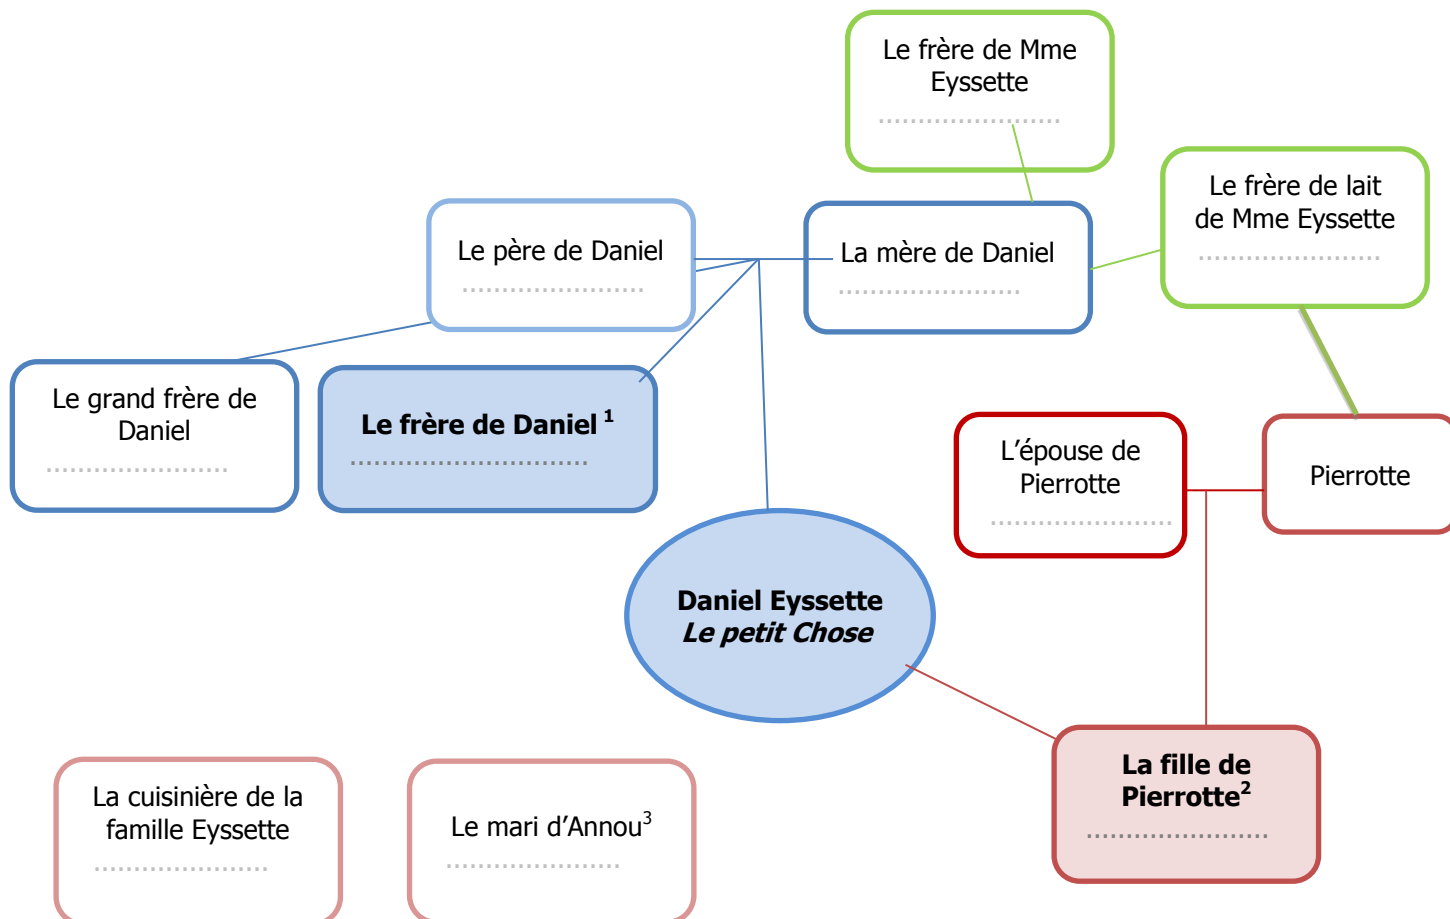 Le frère de Mme
Eyssette
.......................
Le frère de lait
de Mme Eyssette
.......................
Le père de Daniel
.......................
La mère de Daniel
.......................
Le grand frère de
Daniel
.......................
Le frère de Daniel 1
..............................
L'épouse de
Pierrotte
.......................
Pierrotte
Daniel Eyssette
Le petit Chose
La fille de
Pierrotte2
.......................
La cuisinière de la
famille Eyssette
......................
Le mari d'Annou3
......................